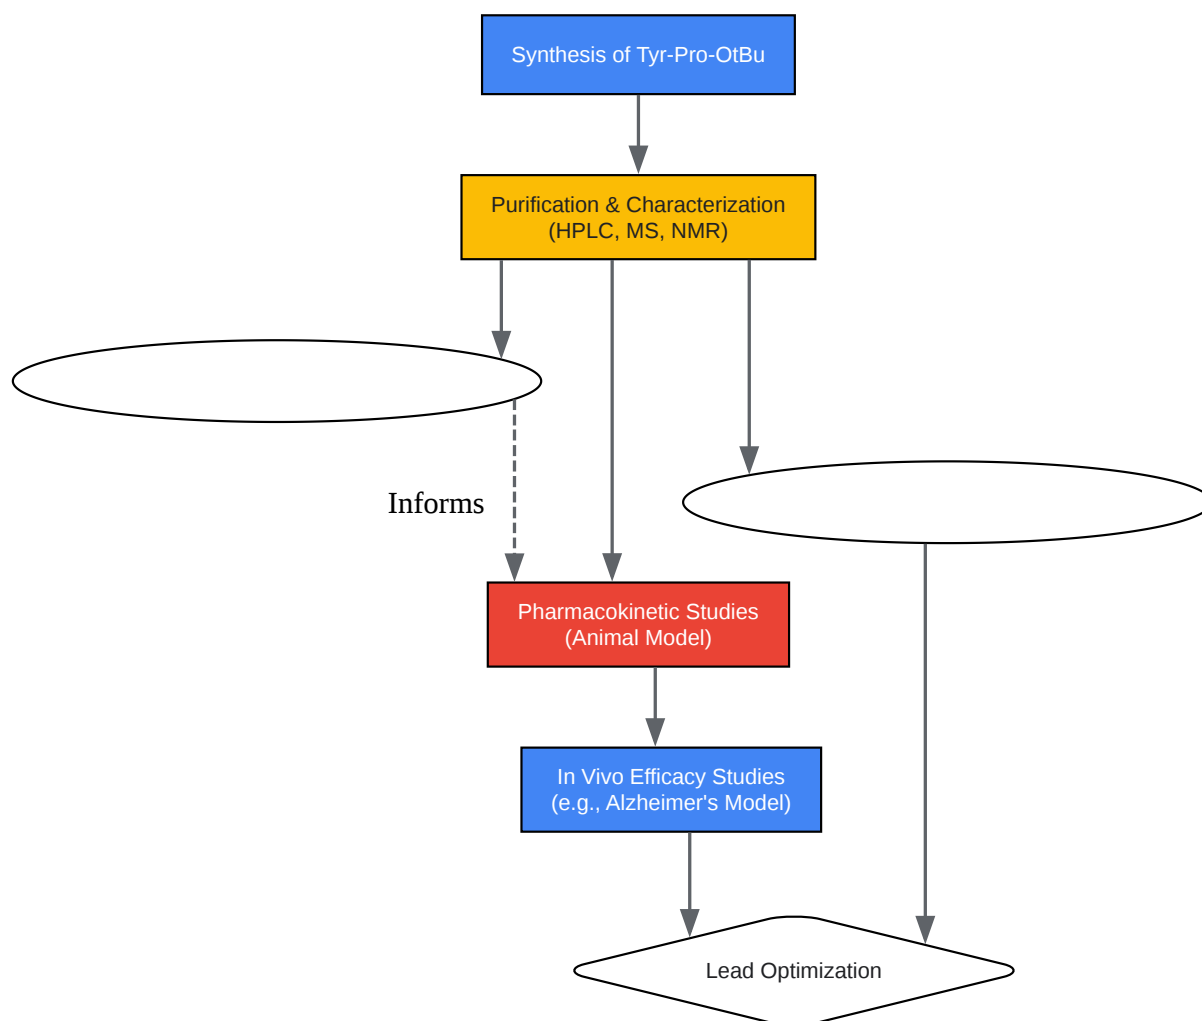 Synthesis of Tyr-Pro-OtBu
Purification & Characterization
(HPLC, MS, NMR)
Informs
Pharmacokinetic Studies
(Animal Model)
In Vivo Efficacy Studies
(e.g., Alzheimer's Model)
Lead Optimization